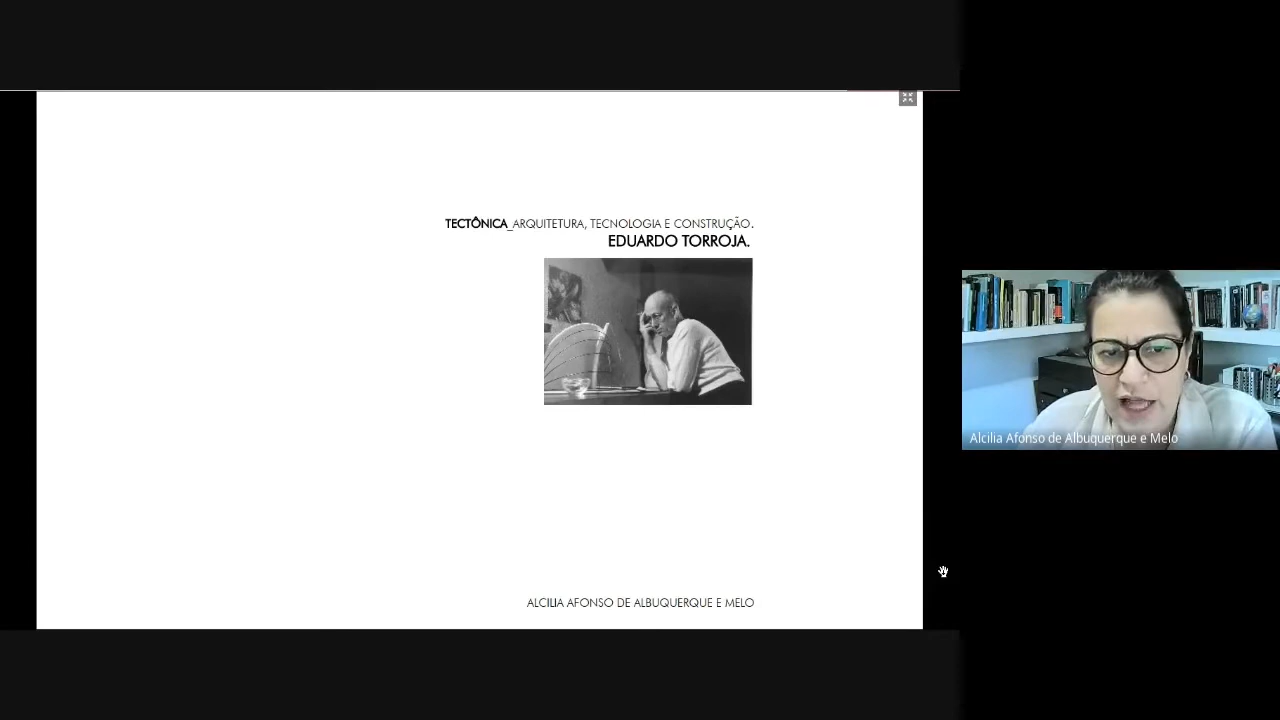 TECTÔNICA_ARQUITETURA, TECNOLOGIA E CONSTRUÇÃO.
EDUARDO TORROJA.
ALCILIA AFONSO DE ALBUQUERQUE E MELO
Alcilia Afonso de Albuquerque e Melo